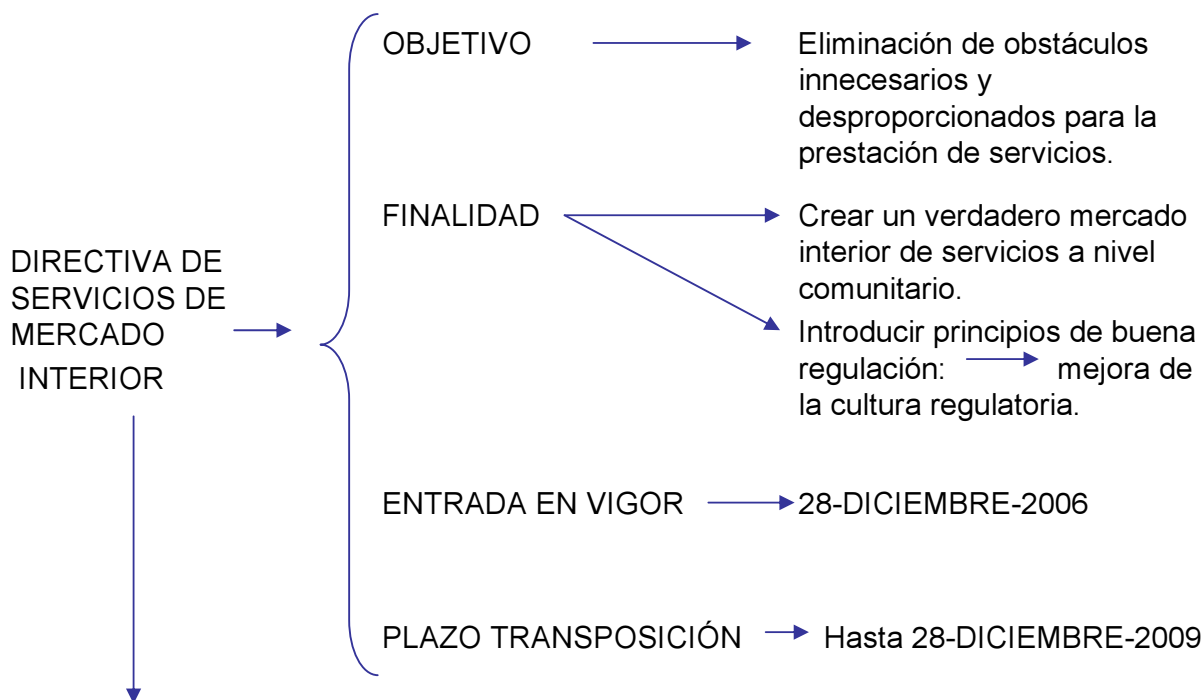 DIRECTIVA DE
SERVICIOS DE
MERCADO
INTERIOR
OBJETIVO
Eliminación de obstáculos
innecesarios y
desproporcionados para la
prestación de servicios.
FINALIDAD
Crear un verdadero mercado
interior de servicios a nivel
comunitario.
Introducir principios de buena
regulación: mejora de
la cultura regulatoria.
ENTRADA EN VIGOR
28-DICIEMBRE-2006
PLAZO TRANSPOSICIÓN
Hasta 28-DICIEMBRE-2009